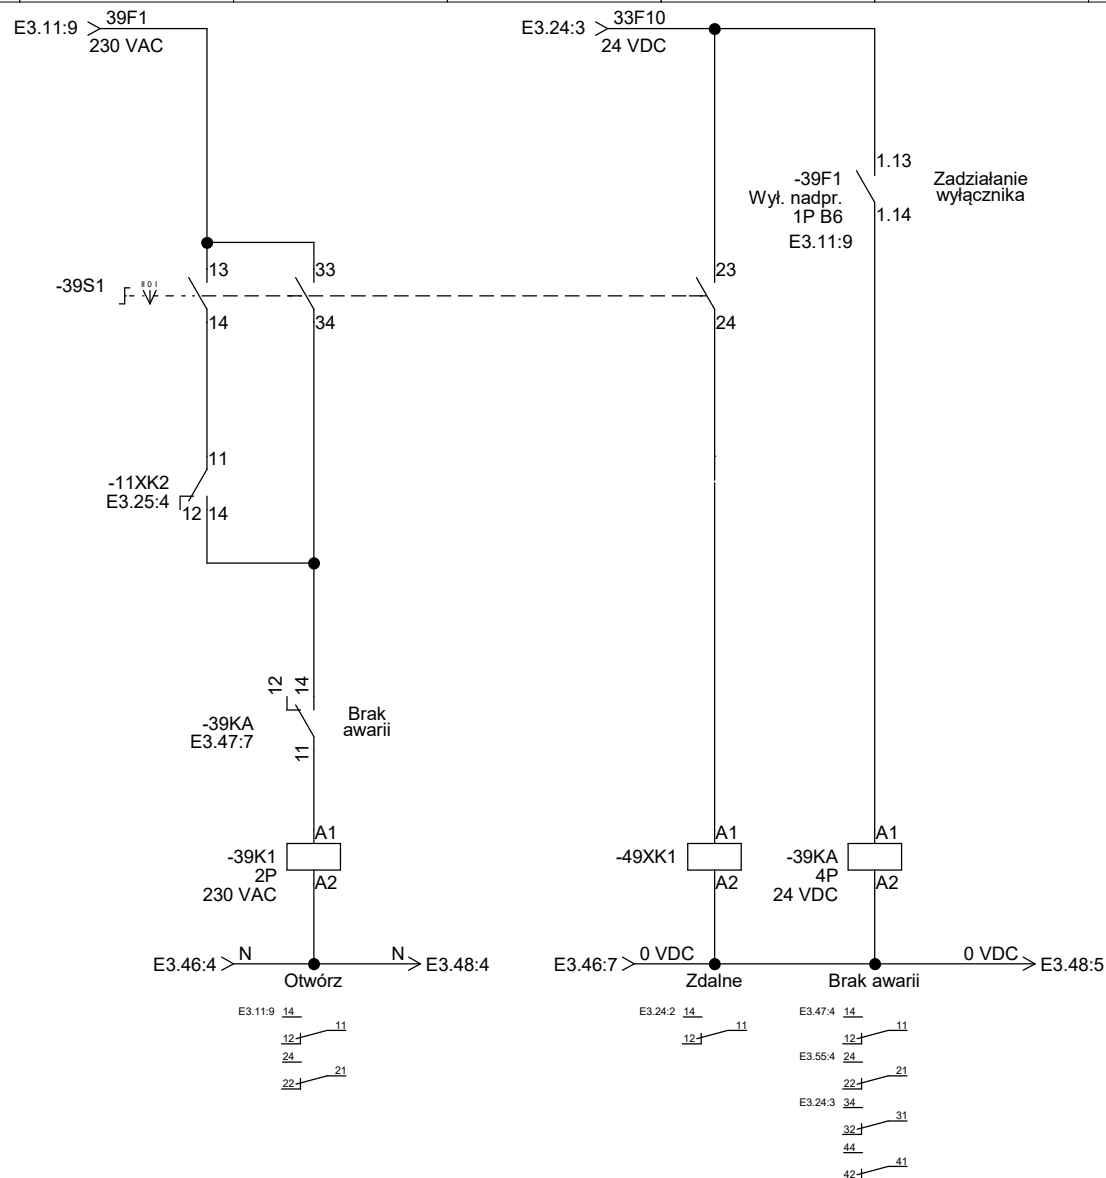 E3.11:9
39F1
230 VAC
E3.24:3
33F10
24 VDC
-39F1
Wył. nadpr.
1P B6
E3.11:9
1.13
1.14
Zadziałanie
wyłącznika
-39S1
II 0 I
13
14
33
34
23
24
-11XK2
E3.25:4
11
12
14
-39KA
E3.47:7
12
14
11
Brak
awarii
-39K1
2P
230 VAC
A1
A2
-49XK1
A1
A2
-39KA
4P
24 VDC
A1
A2
E3.46:4
N
N
E3.48:4
Otwórz
E3.46:7
0 VDC
0 VDC
E3.48:5
Zdalne
Brak awarii
E3.11:9 14
12 11
24
22 21
E3.24:2 14
12 11
E3.47:4 14
12 11
E3.55:4 24
22 21
E3.24:3 34
32 31
44
42 41